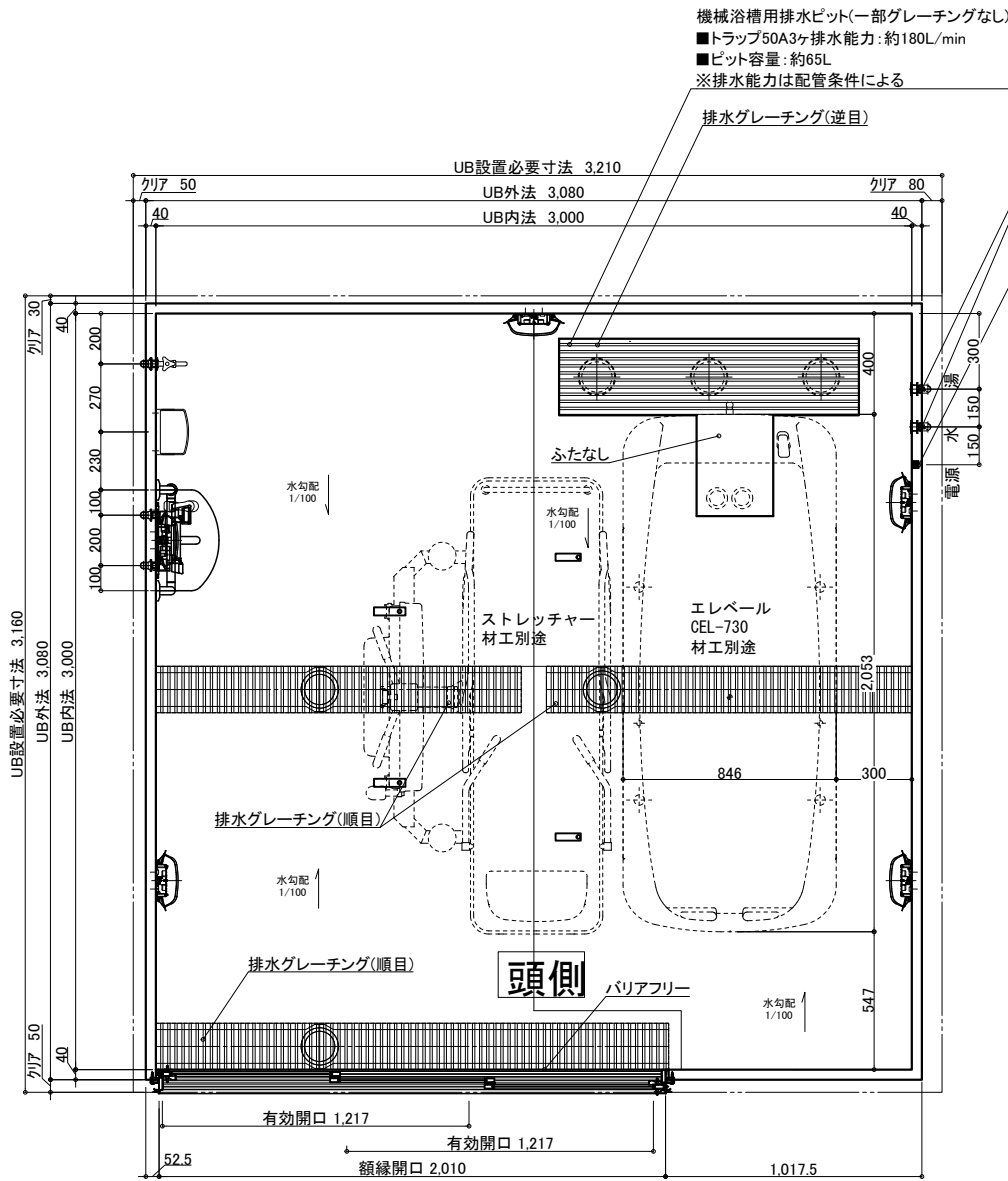 機械浴槽用排水ピット(一部グレーチングなし)
■トラップ50A3ヶ排水能力:約180L/min
■ピット容量:約65L
※排水能力は配管条件による
排水グレーチング(逆目)
UB設置必要寸法 3,210
クリア 50
UB外法 3,080
クリア 80
40
UB内法 3,000
40
クリア 30
40
200
270
230
100
200
100
UB設置必要寸法 3,160
UB外法 3,080
UB内法 3,000
クリア 50
40
400
300
湯
150
水
150
電源
ふたなし
水勾配
1/100
水勾配
1/100
ストレッチャー
材工別途
エレベール
CEL-730
材工別途
2,053
846
300
排水グレーチング(順目)
水勾配
1/100
排水グレーチング(順目)
頭側
バリアフリー
水勾配
1/100
547
有効開口 1,217
有効開口 1,217
52.5
額縁開口 2,010
1,017.5